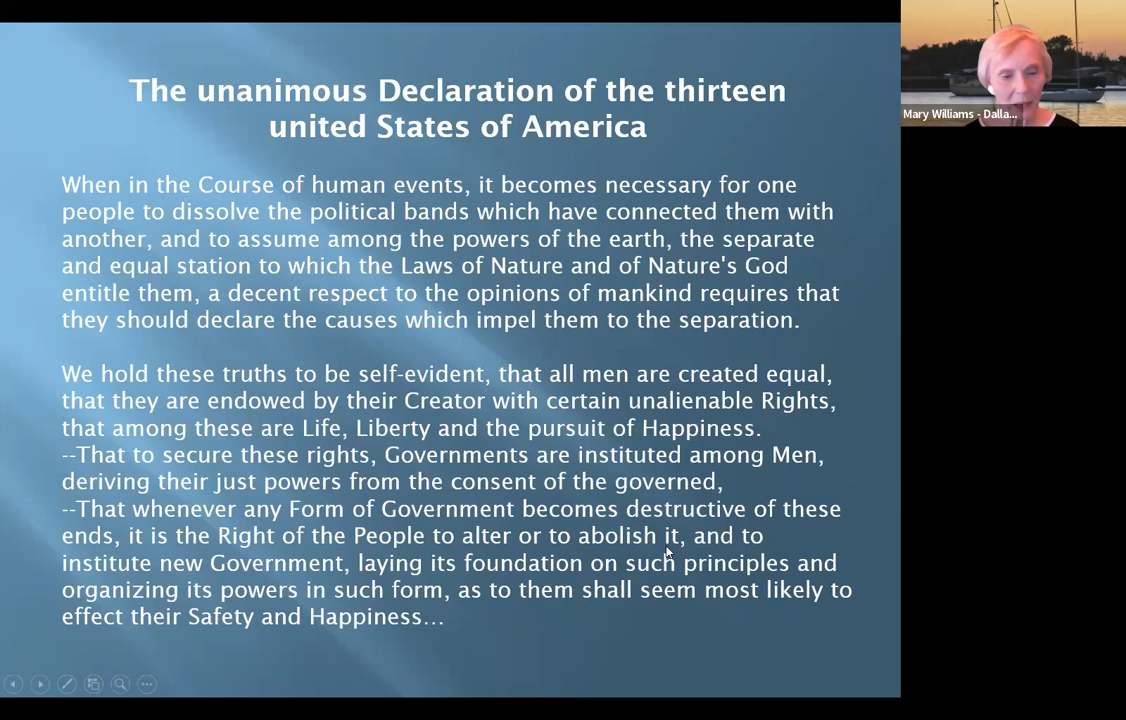 The unanimous Declaration of the thirteen
united States of America
When in the Course of human events, it becomes necessary for one
people to dissolve the political bands which have connected them with
another, and to assume among the powers of the earth, the separate
and equal station to which the Laws of Nature and of Nature's God
entitle them, a decent respect to the opinions of mankind requires that
they should declare the causes which impel them to the separation.
We hold these truths to be self-evident, that all men are created equal,
that they are endowed by their Creator with certain unalienable Rights,
that among these are Life, Liberty and the pursuit of Happiness.
--That to secure these rights, Governments are instituted among Men,
deriving their just powers from the consent of the governed,
--That whenever any Form of Government becomes destructive of these
ends, it is the Right of the People to alter or to abolish it, and to
institute new Government, laying its foundation on such principles and
organizing its powers in such form, as to them shall seem most likely to
effect their Safety and Happiness…
Mary Williams - Dalla...